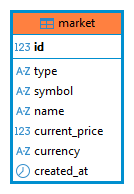 market
123 id
A-Z type
A-Z symbol
A-Z name
123 current_price
A-Z currency
created_at